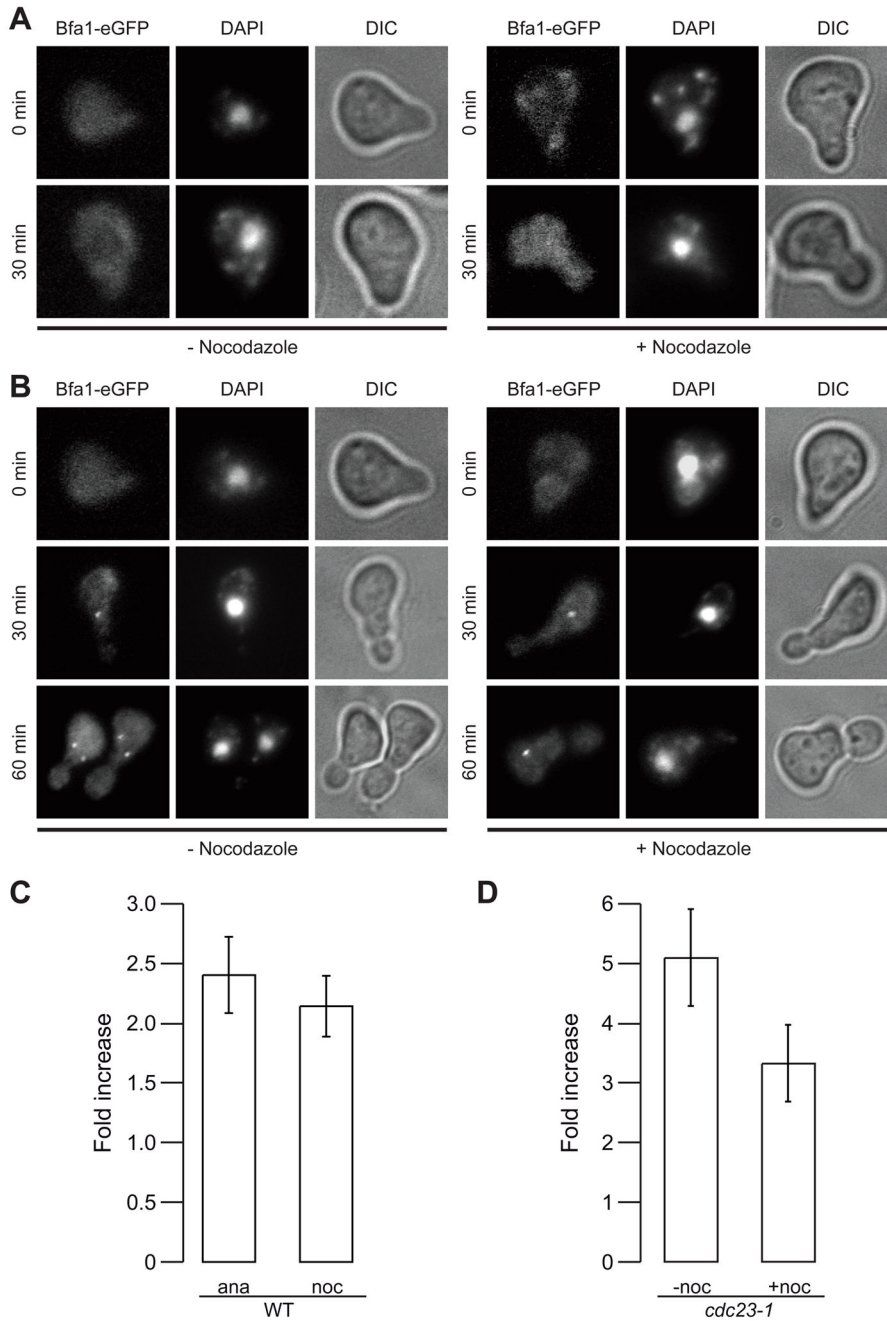 A
Bfa1-eGFP DAPI DIC Bfa1-eGFP DAPI DIC
0 min 0 min
30 min 30 min
- Nocodazole + Nocodazole
B
Bfa1-eGFP DAPI DIC Bfa1-eGFP DAPI DIC
0 min 0 min
30 min 30 min
60 min 60 min
- Nocodazole + Nocodazole
C
Fold increase
3.0
2.5
2.0
1.5
1.0
0.5
0
ana noc
WT
D
Fold increase
6
5
4
3
2
1
0
-noc +noc
cdc23-1